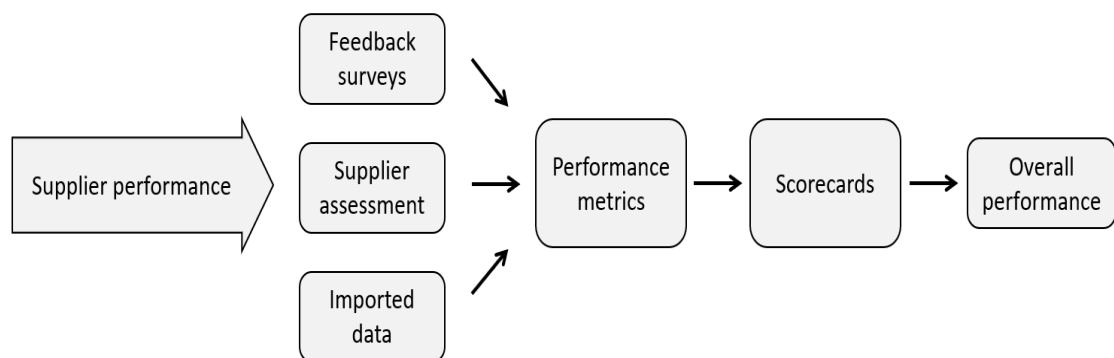 Supplier performance
Feedback
surveys
Supplier
assessment
Imported
data
Performance
metrics
Scorecards
Overall
performance